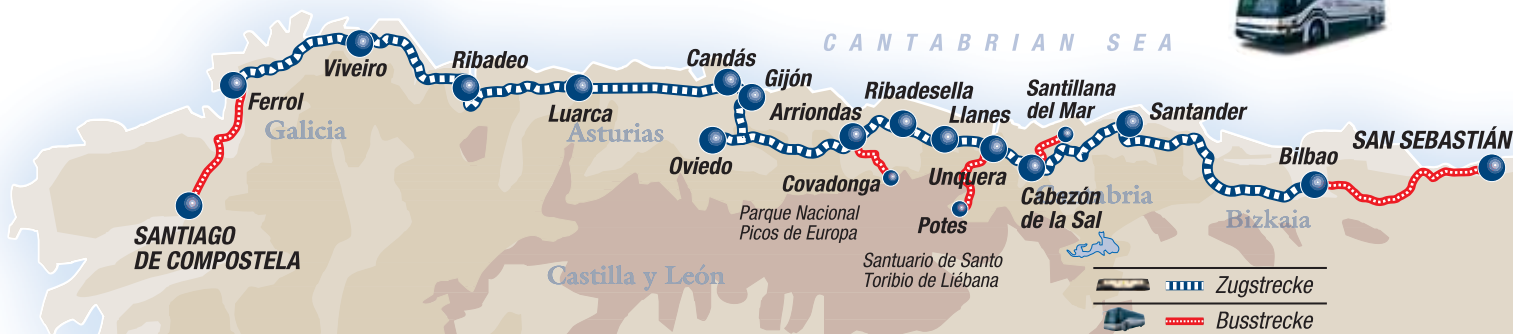 CANTABRIAN SEA
Viveiro
Ribadeo
Candás
Gijón
Ferrol
Galicia
Luarca
Asturias
Arriondas
Ribadesella
Llanes
Santillana
del Mar
Santander
Oviedo
Covadonga
Unquera
Cabezón
de la Sal
Cantabria
Bilbao
SAN SEBASTIÁN
Bizkaia
Parque Nacional
Picos de Europa
Potes
SANTIAGO
DE COMPOSTELA
Santuario de Santo
Toribio de Liébana
Castilla y León
Zugstrecke
Busstrecke